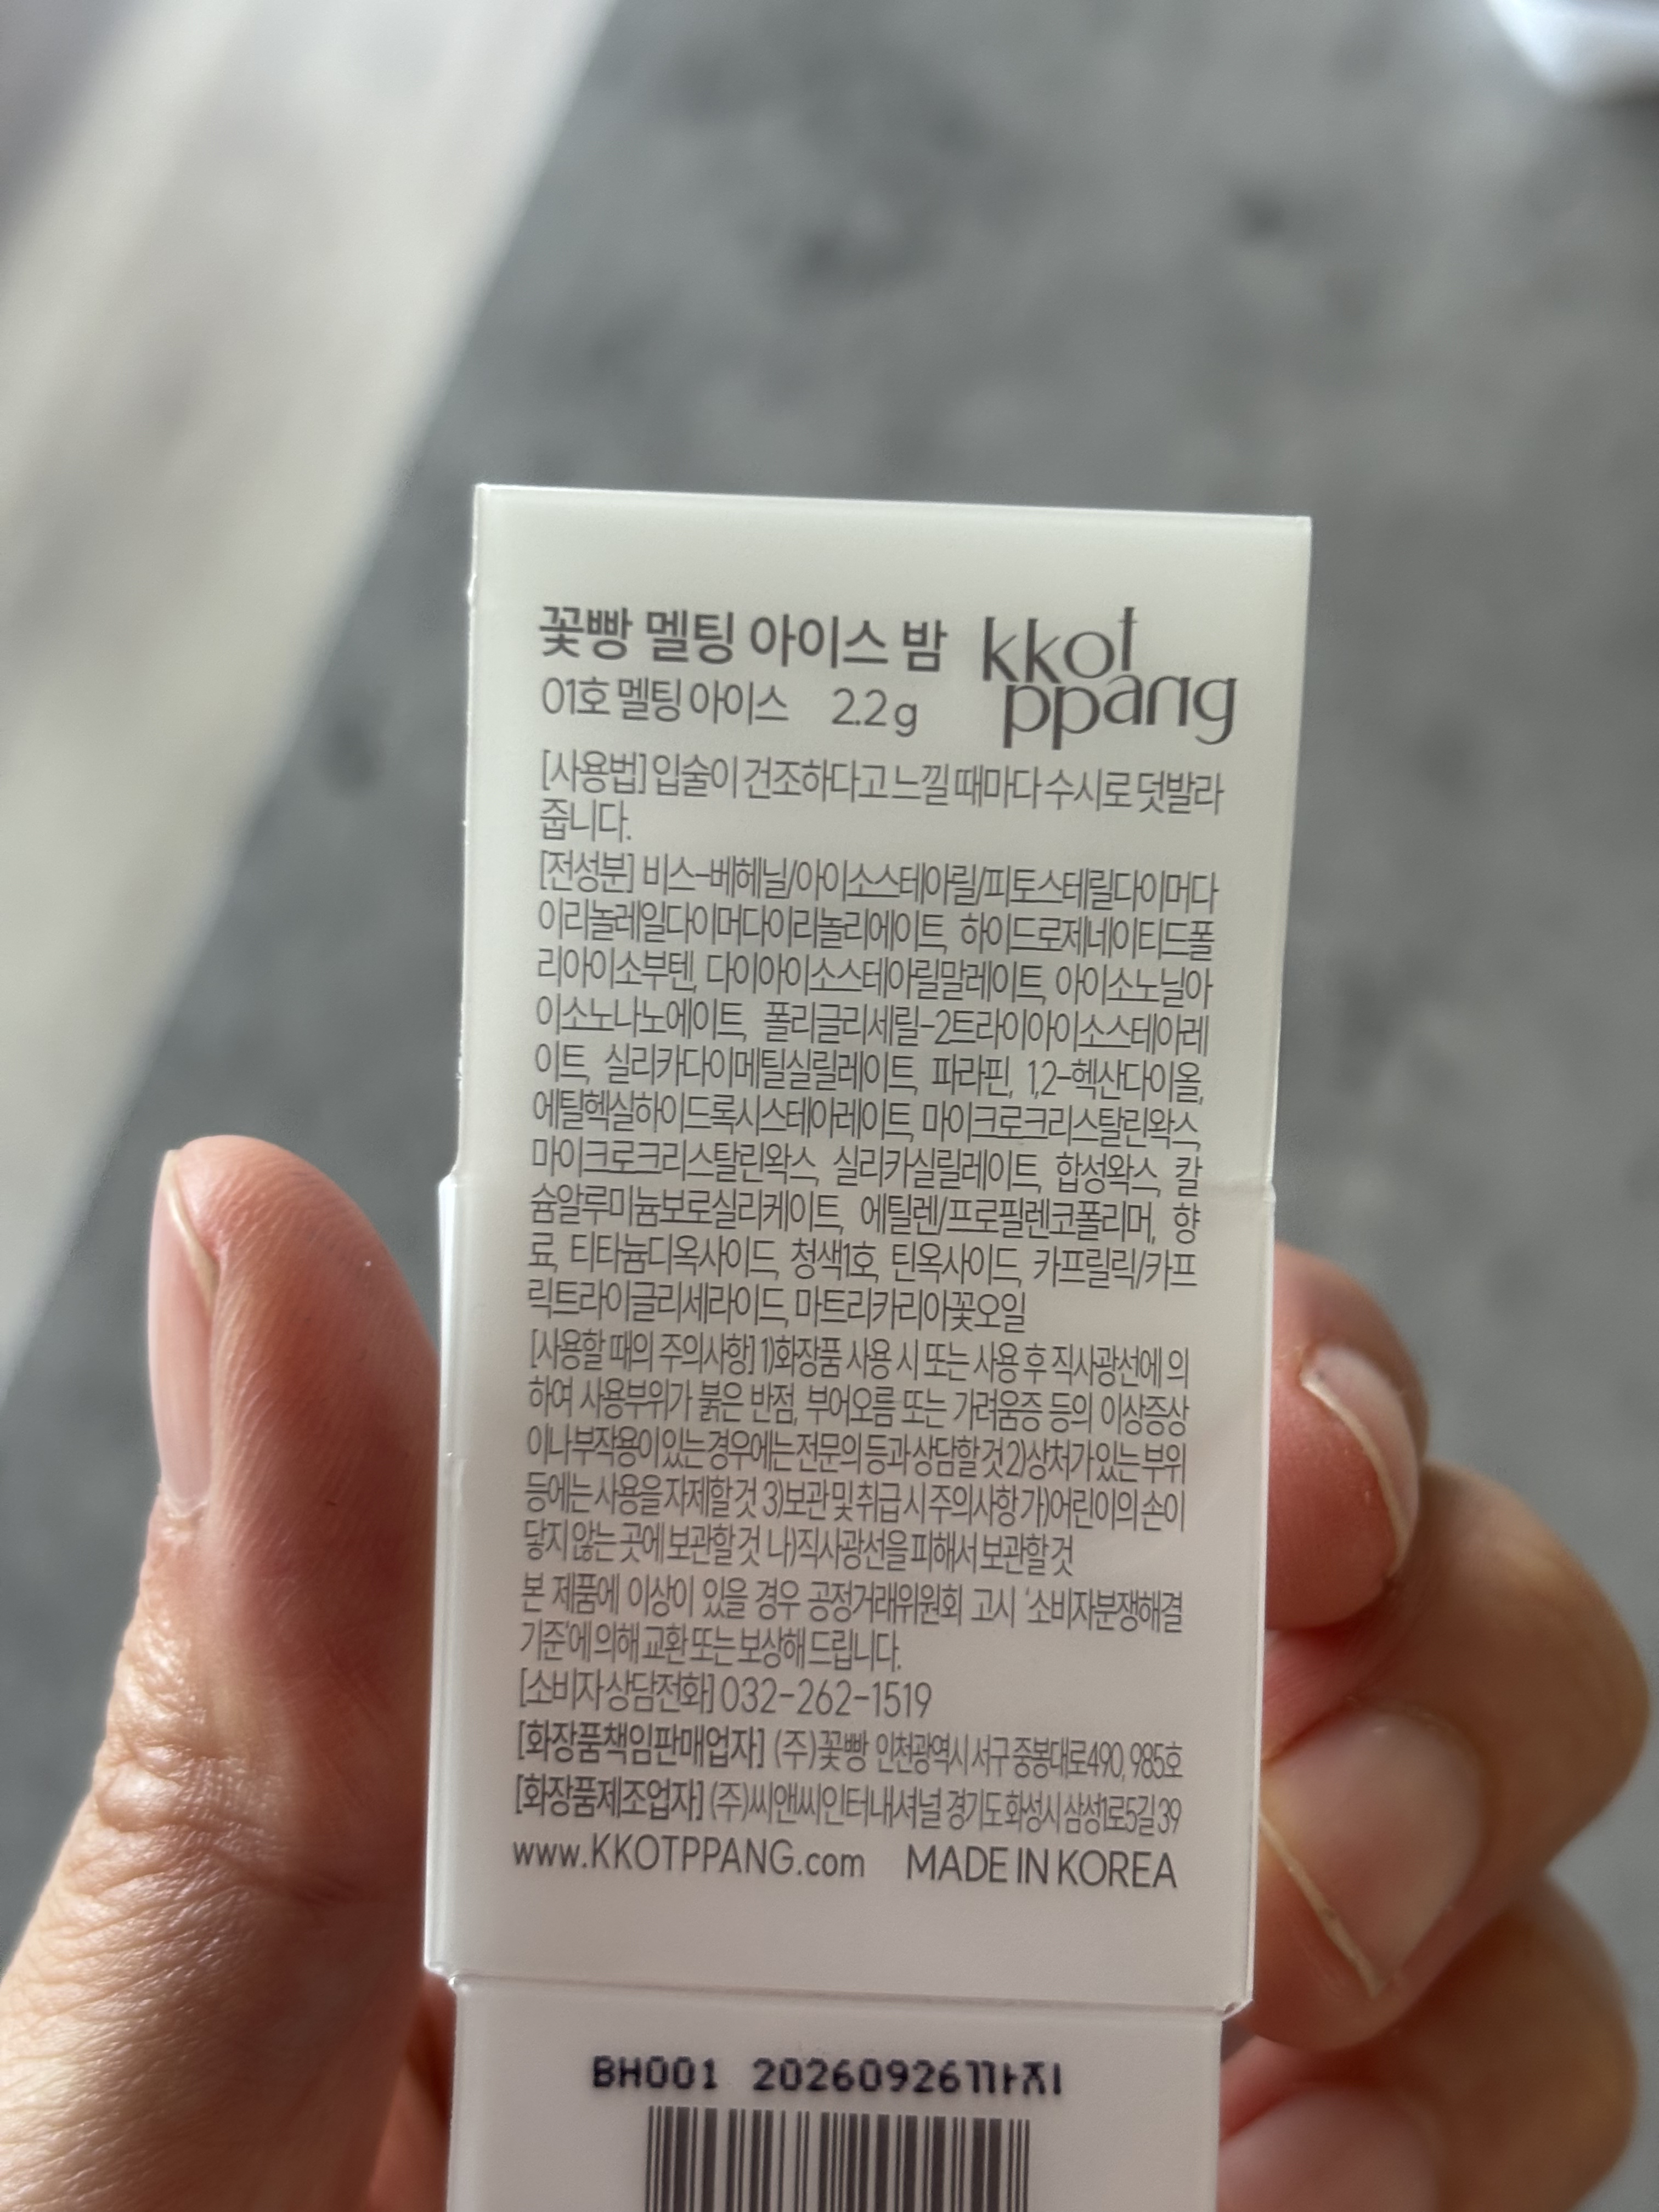 꽃빵 멜팅 아이스 밤
kkot
ppang
01호 멜팅 아이스 2.2g
[사용법] 입술이 건조하다고 느낄 때마다 수시로 덧발라
줍니다.
[전성분] 비스-베헤닐/아이소스테아릴/피토스테릴다이머다
이리놀레일다이머다이리놀리에이트, 하이드로제네이티드폴
리아이소부텐, 다이아이소스테아릴말레이트, 아이소노닐아
이소노나노에이트, 폴리글리세릴-2트라이아이소스테아레
이트, 실리카다이메틸실릴레이트, 파라핀, 1,2-헥산다이올,
에틸헥실하이드록시스테아레이트, 마이크로크리스탈린왁스,
마이크로크리스탈린왁스, 실리카실릴레이트, 합성왁스, 칼
슘알루미늄보로실리케이트, 에틸렌/프로필렌코폴리머, 향
료, 티타늄디옥사이드, 청색1호, 틴옥사이드, 카프릴릭/카프
릭트라이글리세라이드, 마트리카리아꽃오일
[사용할 때의 주의사항] 1)화장품 사용 시 또는 사용 후 직사광선에 의
하여 사용부위가 붉은 반점, 부어오름 또는 가려움증 등의 이상증상
이나 부작용이 있는 경우에는 전문의 등과 상담할 것 2)상처가 있는 부위
등에는 사용을 자제할 것 3)보관 및 취급 시 주의사항 가)어린이의 손이
닿지 않는 곳에 보관할 것 나)직사광선을 피해서 보관할 것
본 제품에 이상이 있을 경우 공정거래위원회 고시 '소비자분쟁해결
기준'에 의해 교환 또는 보상해 드립니다.
[소비자상담전화] 032-262-1519
[화장품책임판매업자] (주)꽃빵 인천광역시 서구 중봉대로490, 985호
[화장품제조업자] (주)씨앤씨인터내셔널 경기도 화성시 삼성1로5길 39
www.KKOTPPANG.com MADE IN KOREA
BH001 20260926까지